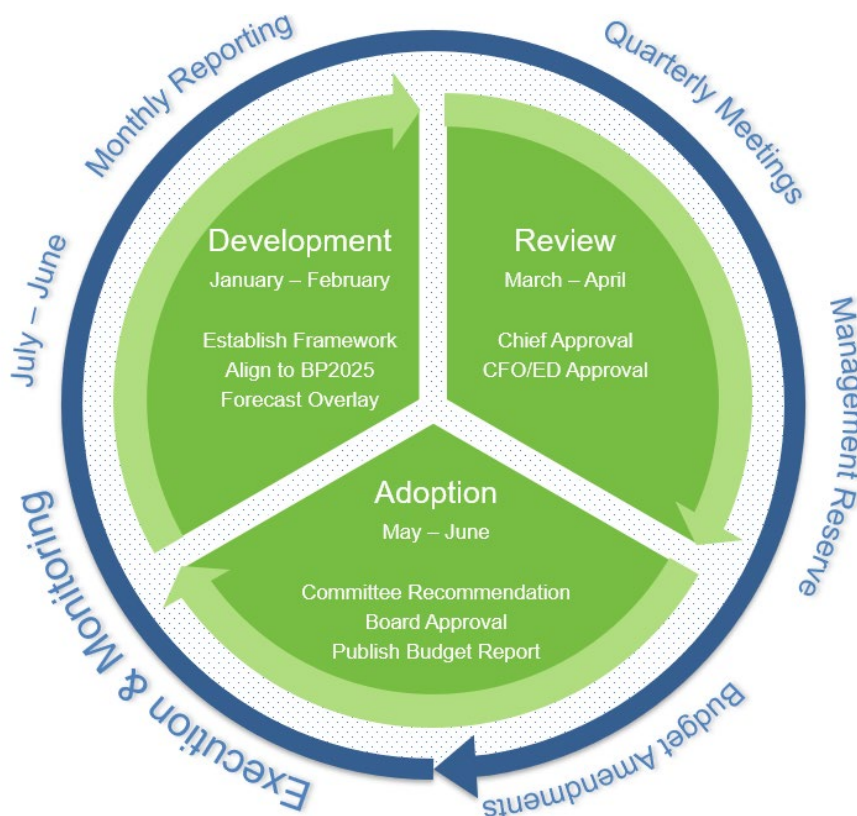 Monthly Reporting
Quarterly Meetings
July – June
Management Reserve
Execution & Monitoring
Budget Amendments
Development
January – February
Establish Framework
Align to BP2025
Forecast Overlay
Review
March – April
Chief Approval
CFO/ED Approval
Adoption
May – June
Committee Recommendation
Board Approval
Publish Budget Report